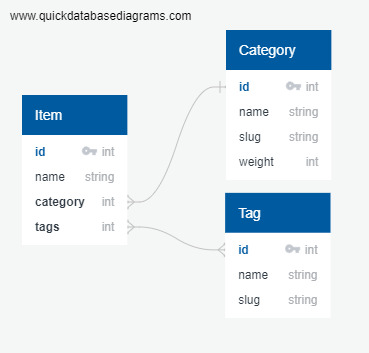 www.quickdatabasediagrams.com
Item
id int
name string
category int
tags int
Category
id int
name string
slug string
weight int
Tag
id int
name string
slug string